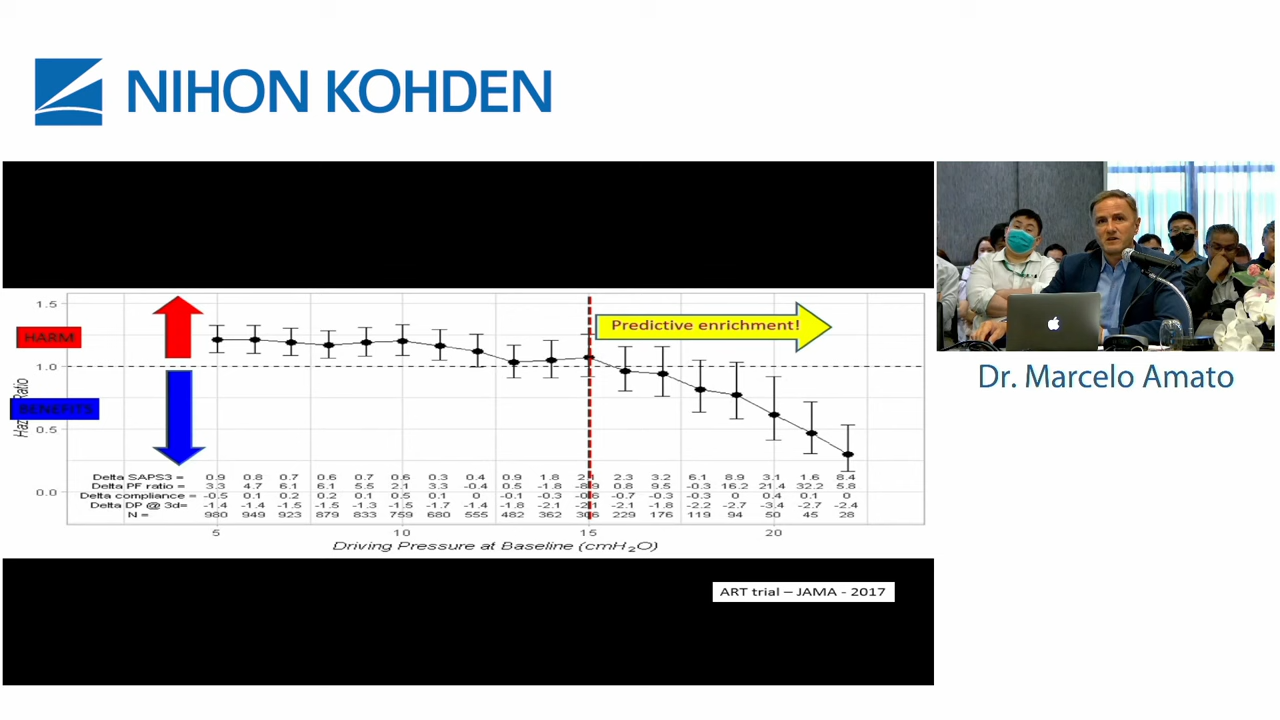 NIHON KOHDEN
1.5
HARM
Predictive enrichment!
1.0
BENEFITS
0.5
Delta SAPS3 = 0.9 0.8 0.7 0.6 0.7 0.6 0.3 0.4 0.9 1.8 2.3 3.2 6.1 8.9 3.1 1.6 8.4
Delta PF ratio = 3.3 4.7 6.1 6.1 5.5 2.1 3.3 -0.4 0.5 -1.8 0.8 9.5 -0.3 16.2 21.4 32.2 5.8
0.0
Delta compliance = -0.5 0.1 0.2 0.2 0.1 0.5 0.1 0 -0.1 -0.3 -0.7 -0.3 -0.3 0 0.4 0.1 0
Delta DP @ 3d= -1.4 -1.4 -1.5 -1.5 -1.3 -1.5 -1.7 -1.4 -1.8 -2.1 -2.1 -1.8 -2.2 -2.7 -3.4 -2.7 -2.4
N = 980 949 923 879 833 759 680 555 482 362 306 229 176 119 94 50 45 28
5 10 15 20
Driving Pressure at Baseline (cmH₂O)
ART trial – JAMA - 2017
Dr. Marcelo Amato